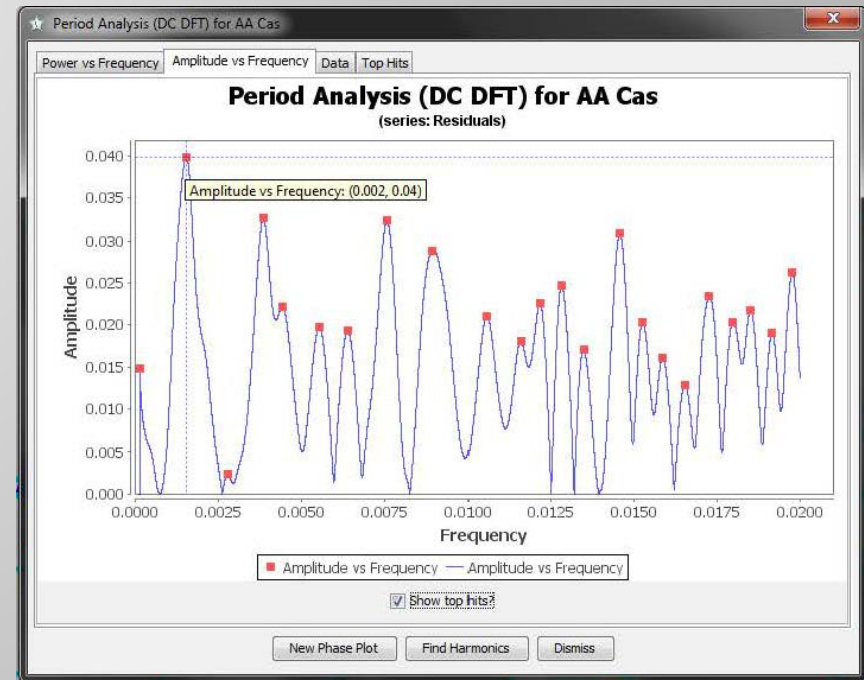 Period Analysis (DC DFT) for AA Cas
Power vs Frequency Amplitude vs Frequency Data Top Hits
Period Analysis (DC DFT) for AA Cas
(series: Residuals)
Amplitude
0.040
0.035
0.030
0.025
0.020
0.015
0.010
0.005
0.000
Amplitude vs Frequency: (0.002, 0.04)
0.0000 0.0025 0.0050 0.0075 0.0100 0.0125 0.0150 0.0175 0.0200
Frequency
Amplitude vs Frequency Amplitude vs Frequency
Show top hits?
New Phase Plot Find Harmonics Dismiss